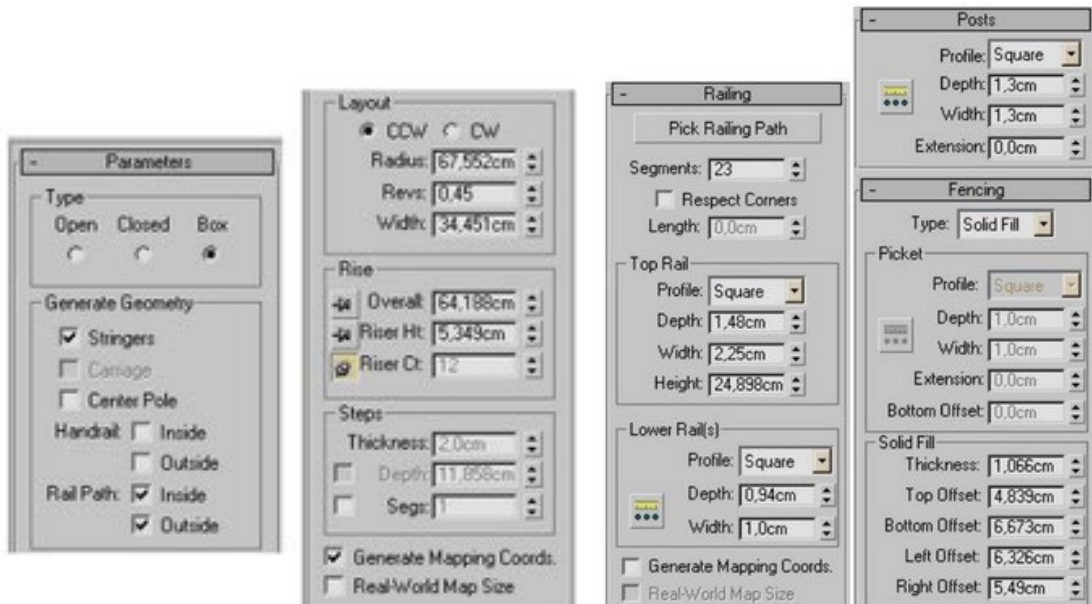 - Parameters
Type
Open Closed Box
Generate Geometry
Stringers
Carriage
Center Pole
Handrail: Inside
Outside
Rail Path: Inside
Outside
Layout
CCW CW
Radius: 67,552cm
Revs: 0,45
Width: 34,451cm
Rise
Overall: 64,188cm
Riser Ht: 5,349cm
Riser Ct: 12
Steps
Thickness: 2,0cm
Depth: 11,858cm
Segs: 1
Generate Mapping Coords.
Real-World Map Size
- Railing
Pick Railing Path
Segments: 23
Respect Corners
Length: 0,0cm
Top Rail
Profile: Square
Depth: 1,48cm
Width: 2,25cm
Height: 24,898cm
Lower Rail(s)
Profile: Square
Depth: 0,94cm
Width: 1,0cm
Generate Mapping Coords.
Real-World Map Size
- Posts
Profile: Square
Depth: 1,3cm
Width: 1,3cm
Extension: 0,0cm
- Fencing
Type: Solid Fill
Picket
Profile: Square
Depth: 1,0cm
Width: 1,0cm
Extension: 0,0cm
Bottom Offset: 0,0cm
Solid Fill
Thickness: 1,066cm
Top Offset: 4,839cm
Bottom Offset: 6,673cm
Left Offset: 6,326cm
Right Offset: 5,49cm